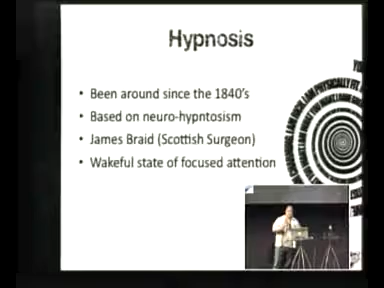 Hypnosis
• Been around since the 1840's
• Based on neuro-hypntosism
• James Braid (Scottish Surgeon)
• Wakeful state of focused attention